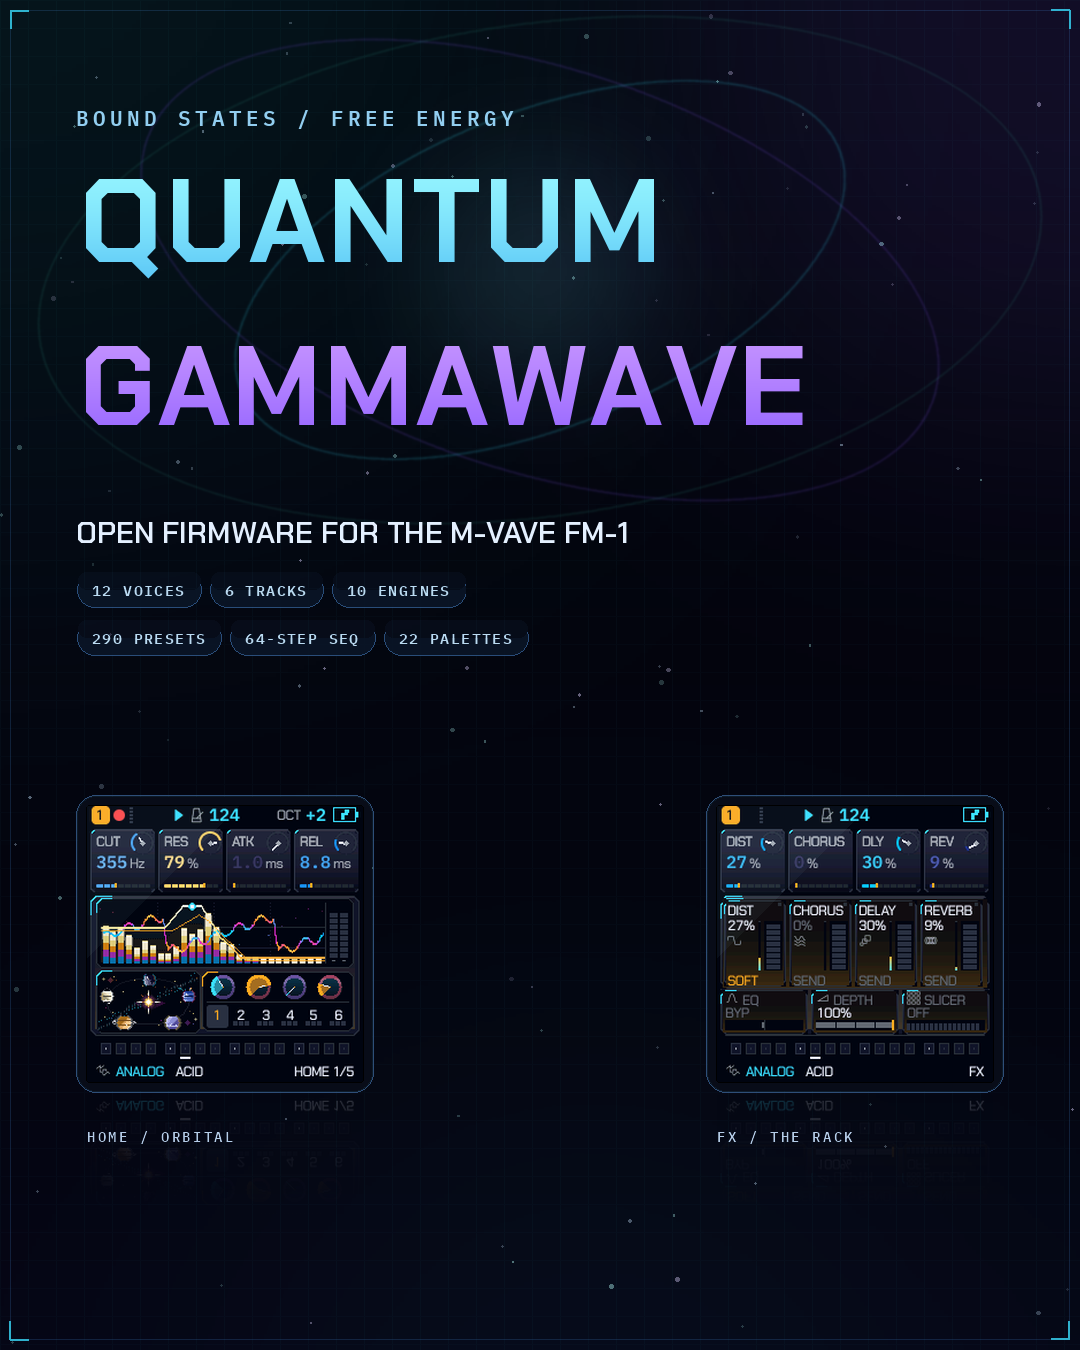 BOUND STATES / FREE ENERGY
QUANTUM
GAMMAWAVE
OPEN FIRMWARE FOR THE M-VAVE FM-1
12 VOICES 6 TRACKS 10 ENGINES
290 PRESETS 64-STEP SEQ 22 PALETTES
1 124 OCT +2
CUT RES ATK REL
355 Hz 79 % 1.0 ms 8.8 ms
1 2 3 4 5 6
ANALOG ACID HOME 1/5
HOME / ORBITAL
1 124
DIST CHORUS DLY REV
27 % 0 % 30 % 9 %
DIST CHORUS DELAY REVERB
27% 0% 30% 9%
SOFT SEND SEND
EQ DEPTH SLICER
BYP 100% OFF
ANALOG ACID FX
FX / THE RACK